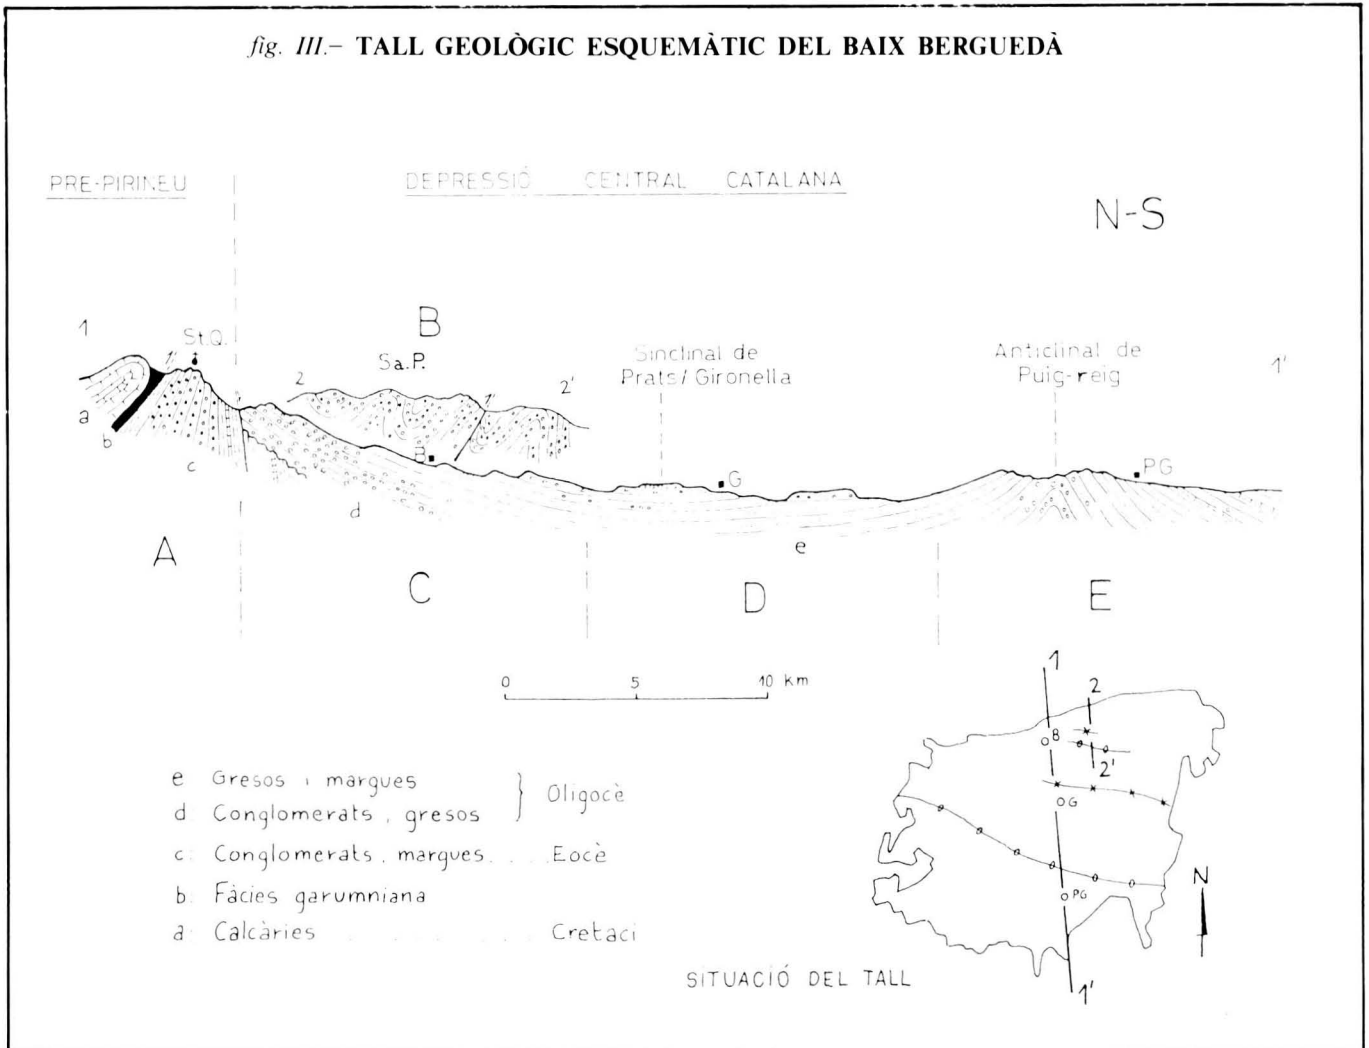 fig. III.– TALL GEOLÒGIC ESQUEMÀTIC DEL BAIX BERGUEDÀ
PRE-PIRINEU
DEPRESSIÓ CENTRAL CATALANA
N-S
1
St.Q.
B
Sa.P.
2
2'
Sinclinal de
Prats/Gironella
Anticlinal de
Puig-reig
1'
a
b
c
d
e
B
G
PG
A
C
D
E
0 5 10 km
e Gresos i margues
d Conglomerats, gresos
Oligocè
c Conglomerats, margues. . . . Eocè
b. Fàcies garumniana
a Calcàries . . . . . . Cretaci
1
2
B
2'
G
PG
1'
N
SITUACIÓ DEL TALL